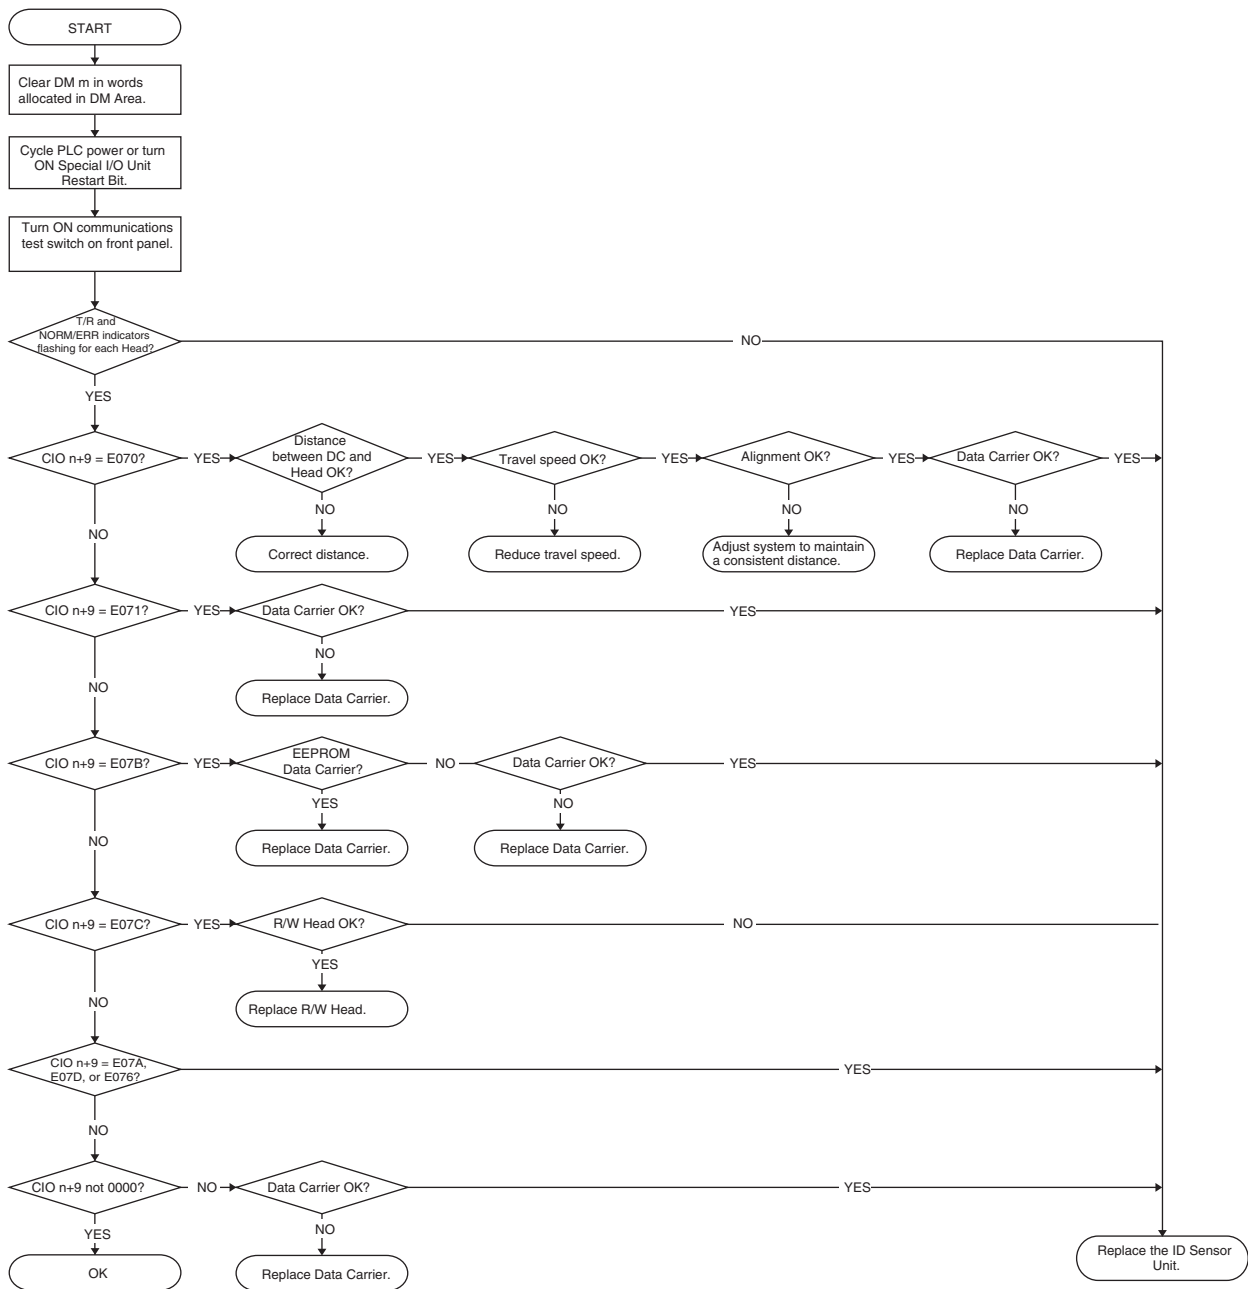 START
Clear DM m in words
allocated in DM Area.
Cycle PLC power or turn
ON Special I/O Unit
Restart Bit.
Turn ON communications
test switch on front panel.
T/R and
NORM/ERR indicators
flashing for each Head?
NO
YES
CIO n+9 = E070?
YES
Distance
between DC and
Head OK?
YES
Travel speed OK?
YES
Alignment OK?
YES
Data Carrier OK?
YES
NO
NO
NO
NO
NO
Correct distance.
Reduce travel speed.
Adjust system to maintain
a consistent distance.
Replace Data Carrier.
CIO n+9 = E071?
YES
Data Carrier OK?
YES
NO
NO
Replace Data Carrier.
CIO n+9 = E07B?
YES
EEPROM
Data Carrier?
NO
Data Carrier OK?
YES
YES
NO
NO
Replace Data Carrier.
Replace Data Carrier.
CIO n+9 = E07C?
YES
R/W Head OK?
NO
YES
NO
Replace R/W Head.
CIO n+9 = E07A,
E07D, or E076?
YES
NO
CIO n+9 not 0000?
NO
Data Carrier OK?
YES
YES
NO
OK
Replace Data Carrier.
Replace the ID Sensor
Unit.